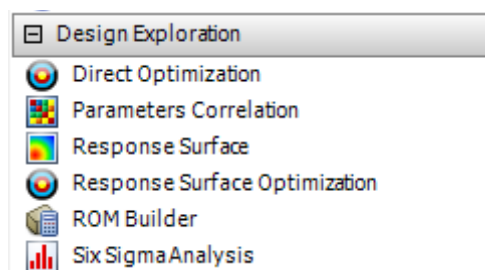 Design Exploration
Direct Optimization
Parameters Correlation
Response Surface
Response Surface Optimization
ROM Builder
Six Sigma Analysis